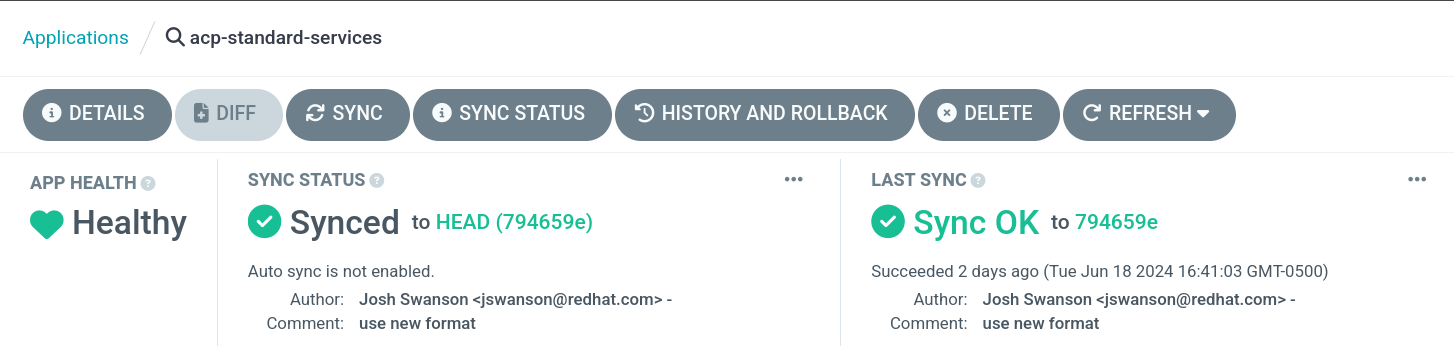 Applications / acp-standard-services
DETAILS DIFF SYNC SYNC STATUS HISTORY AND ROLLBACK DELETE REFRESH
APP HEALTH ?
Healthy
SYNC STATUS ? ...
Synced to HEAD (794659e)
Auto sync is not enabled.
Author: Josh Swanson <jswanson@redhat.com> -
Comment: use new format
LAST SYNC ? ...
Sync OK to 794659e
Succeeded 2 days ago (Tue Jun 18 2024 16:41:03 GMT-0500)
Author: Josh Swanson <jswanson@redhat.com> -
Comment: use new format